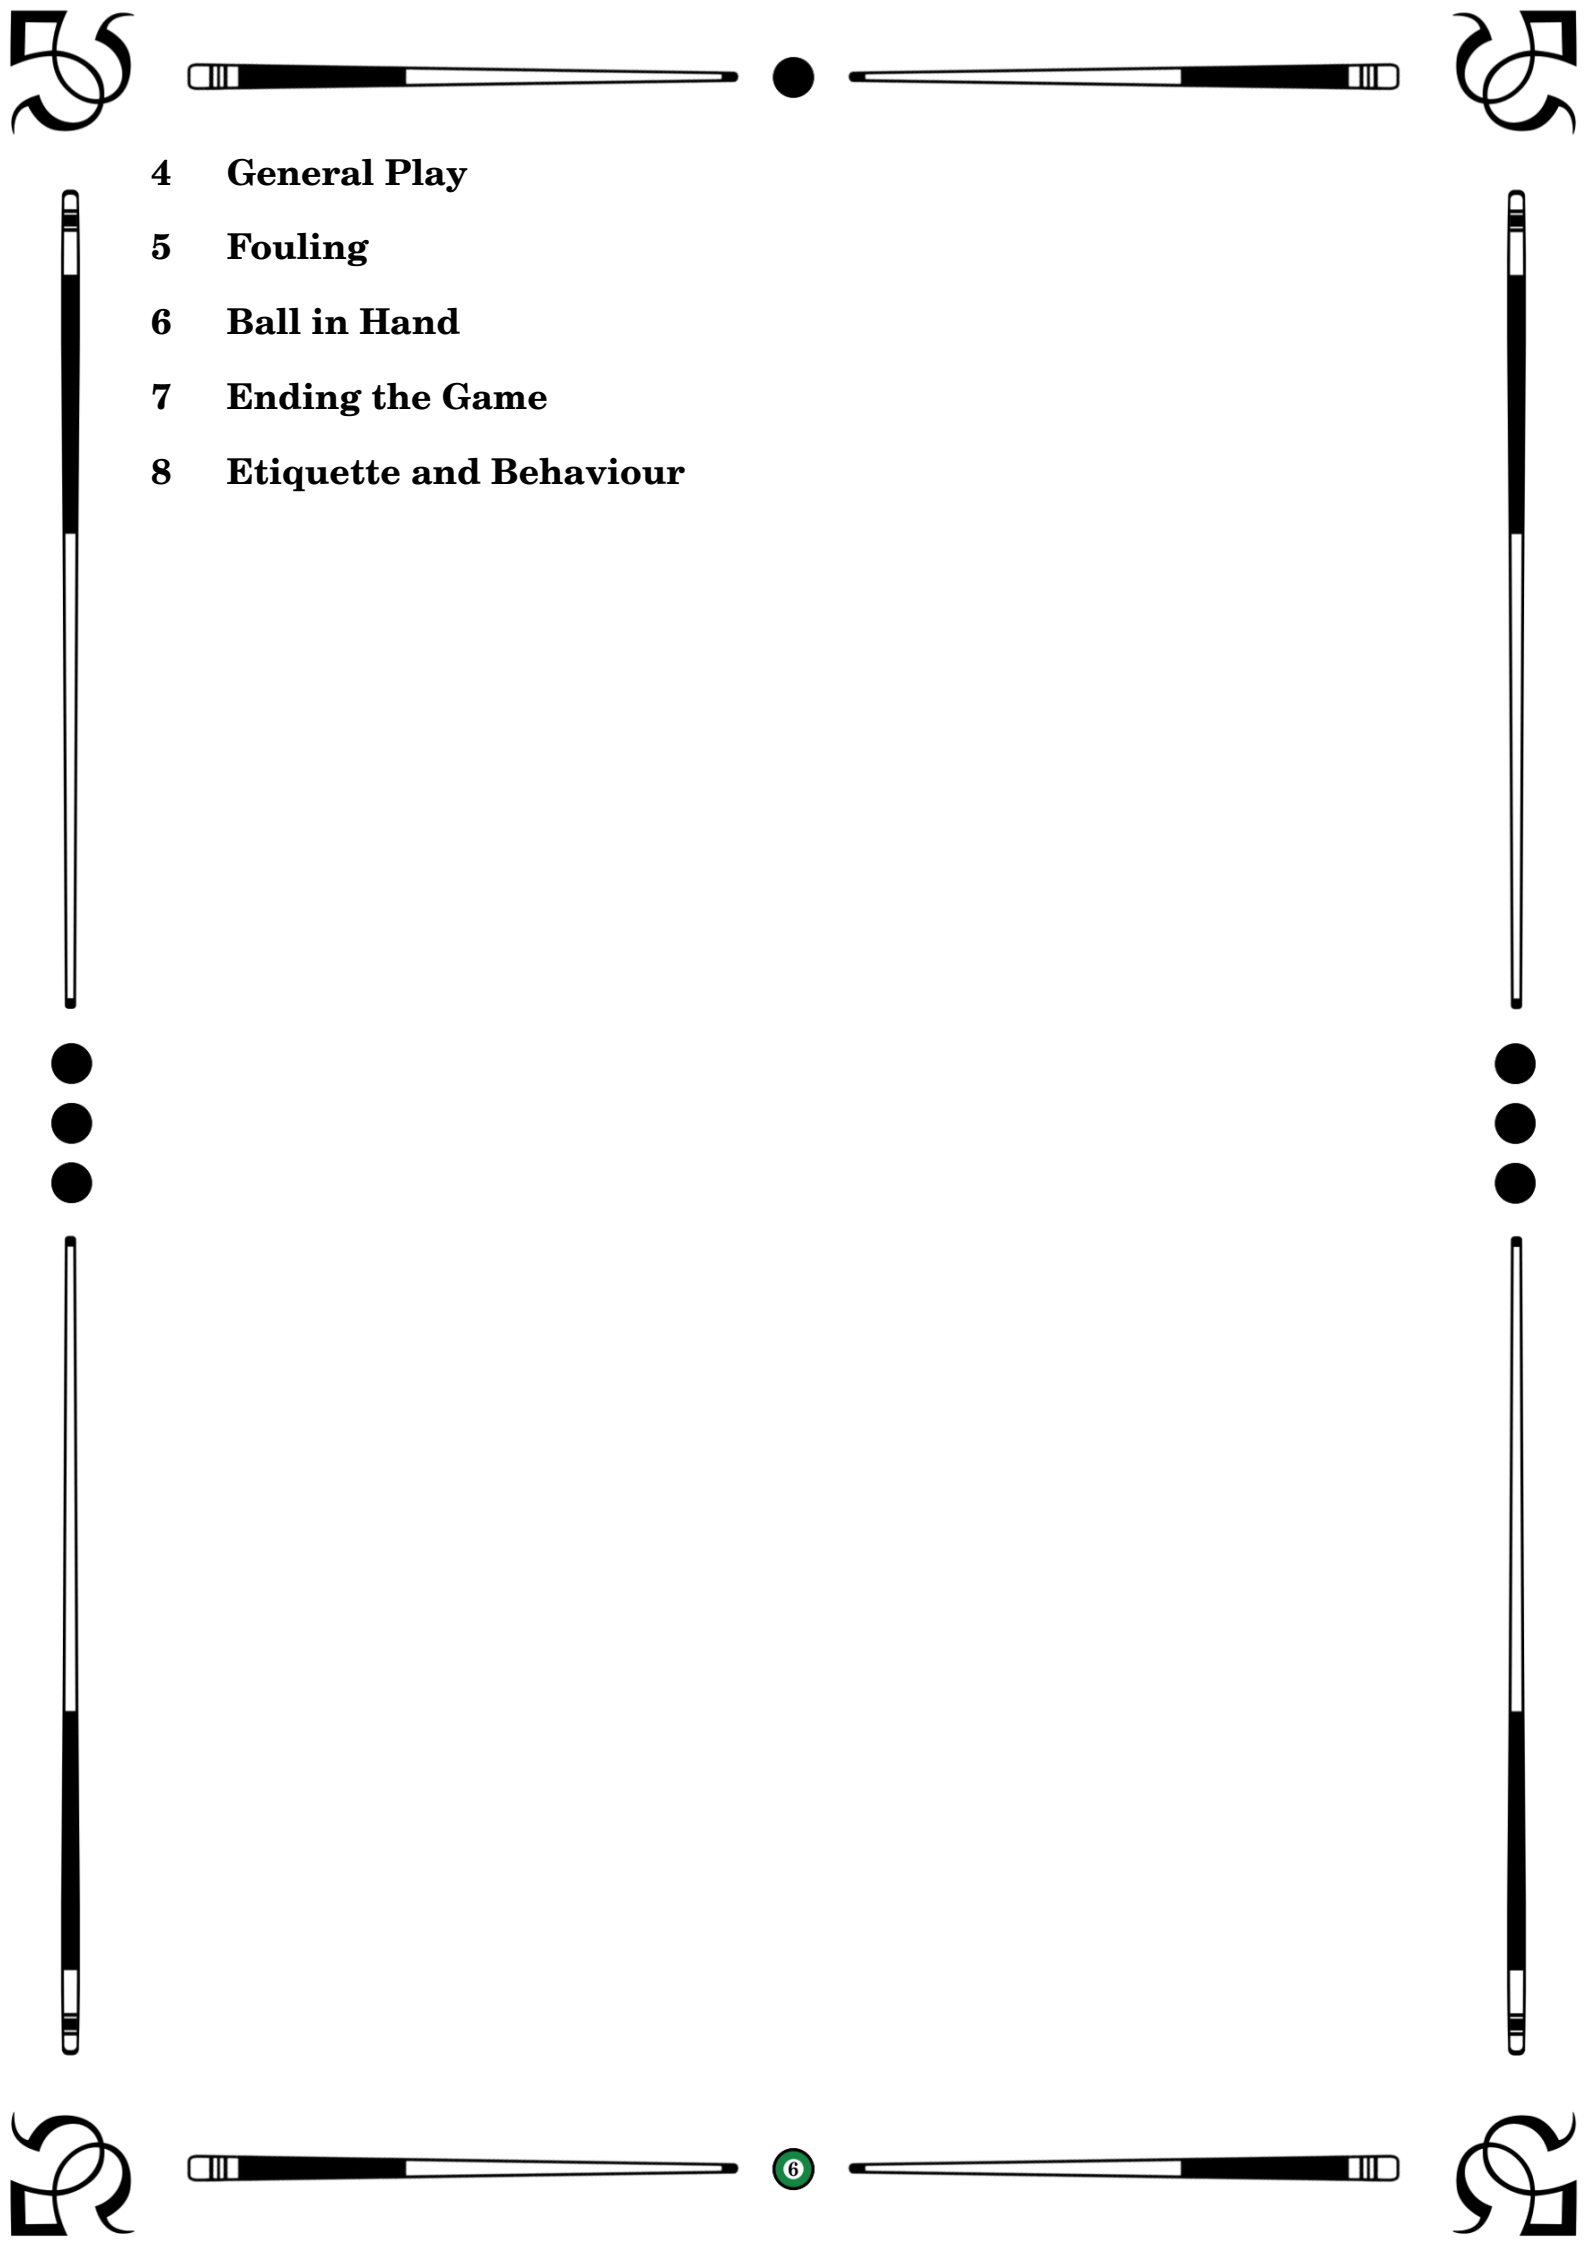 4 General Play
5 Fouling
6 Ball in Hand
7 Ending the Game
8 Etiquette and Behaviour
6